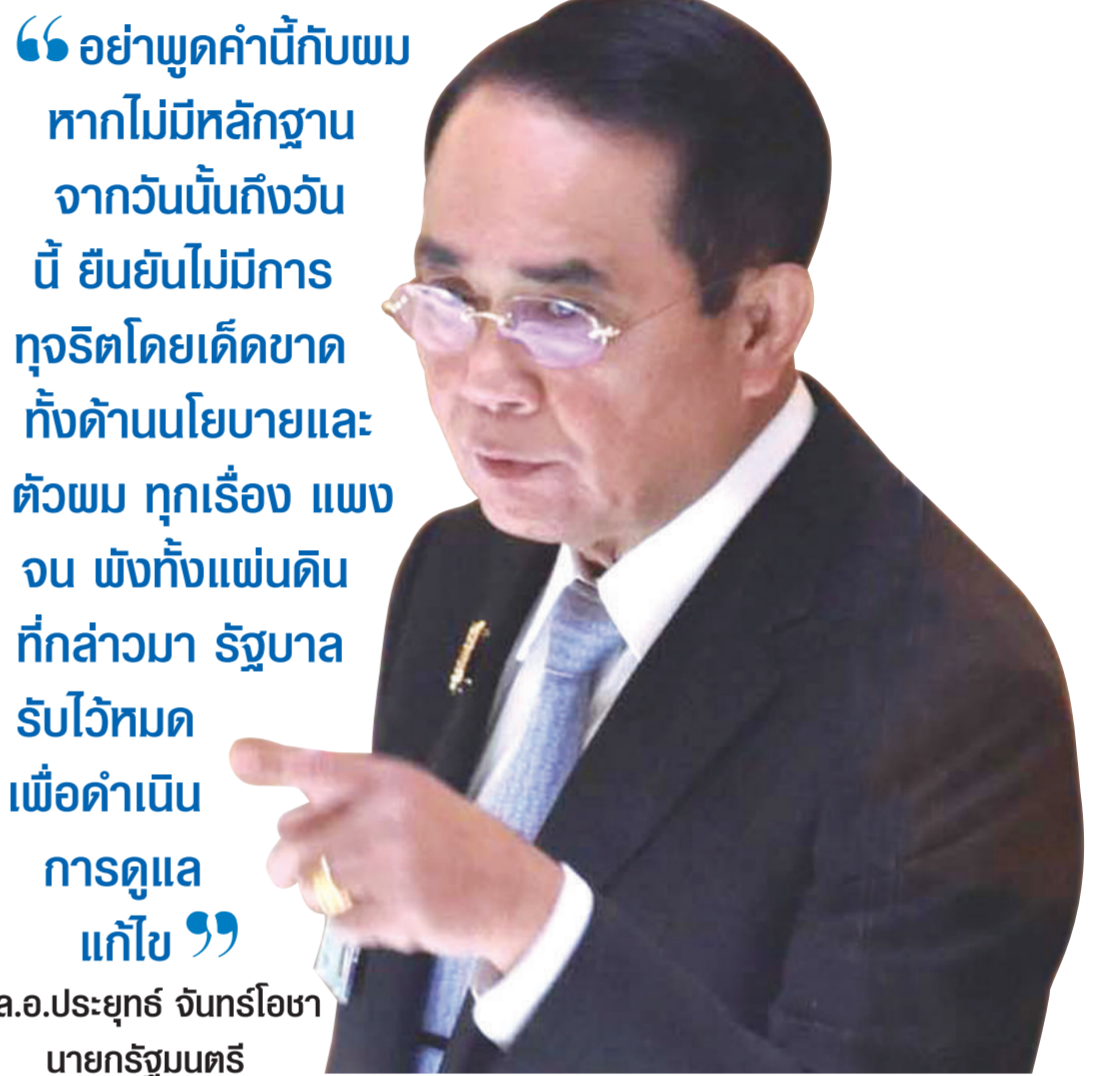 “อย่าพูดคำนี้กับผม
หากไม่มีหลักฐาน
จากวันนั้นถึงวัน
นี้ ยืนยันไม่มีการ
ทุจริตโดยเด็ดขาด
ทั้งด้านนโยบายและ
ตัวผม ทุกเรื่อง แพง
จน พังทั้งแผ่นดิน
ที่กล่าวมา รัฐบาล
รับไว้หมด
เพื่อดำเนิน
การดูแล
แก้ไข”
ล.อ.ประยุทธ์ จันทร์โอชา
นายกรัฐมนตรี